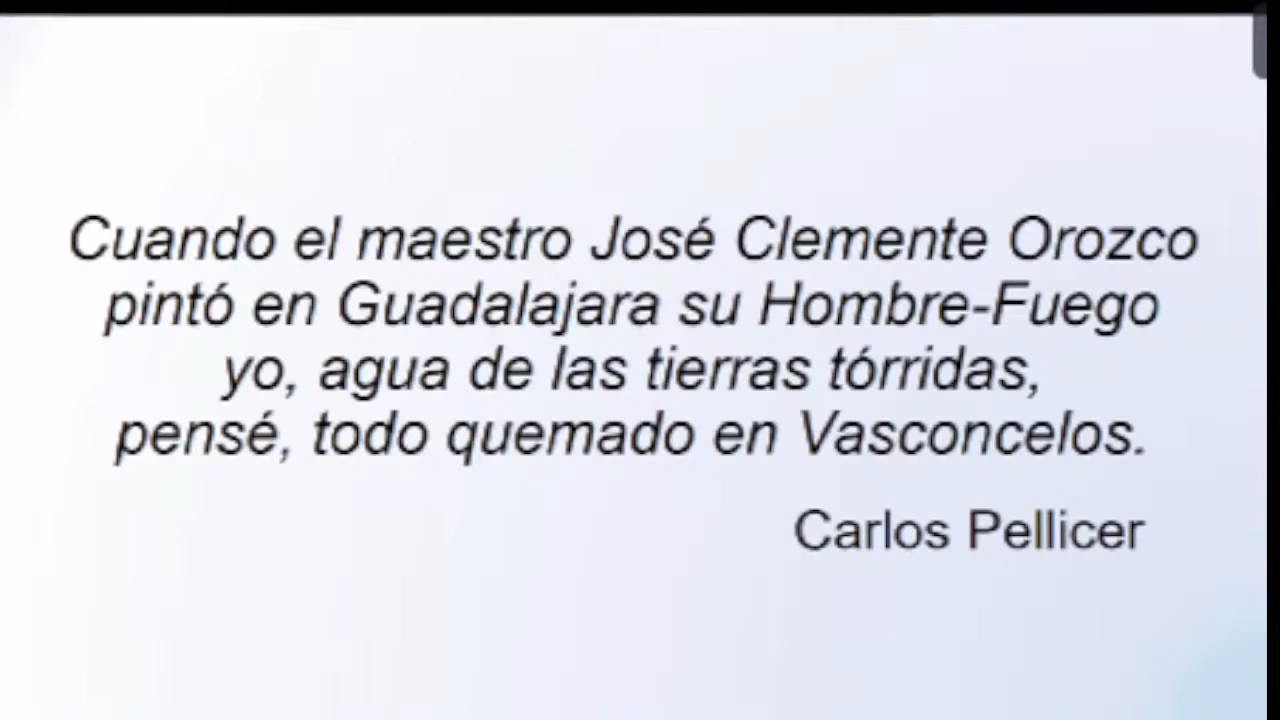 Cuando el maestro José Clemente Orozco
pintó en Guadalajara su Hombre-Fuego
yo, agua de las tierras tórridas,
pensé, todo quemado en Vasconcelos.
Carlos Pellicer